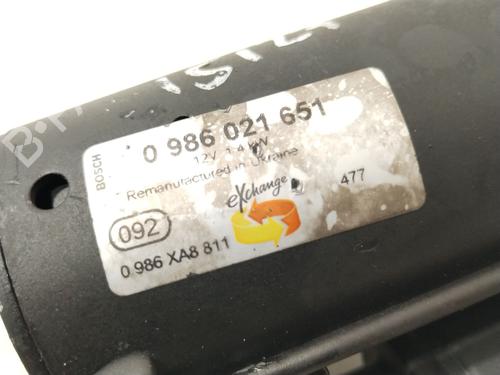 BOSCH
0 986 021 651
12V 1.4 kW
Remanufactured in Ukraine
eXchange
477
092
0 986 XA8 811